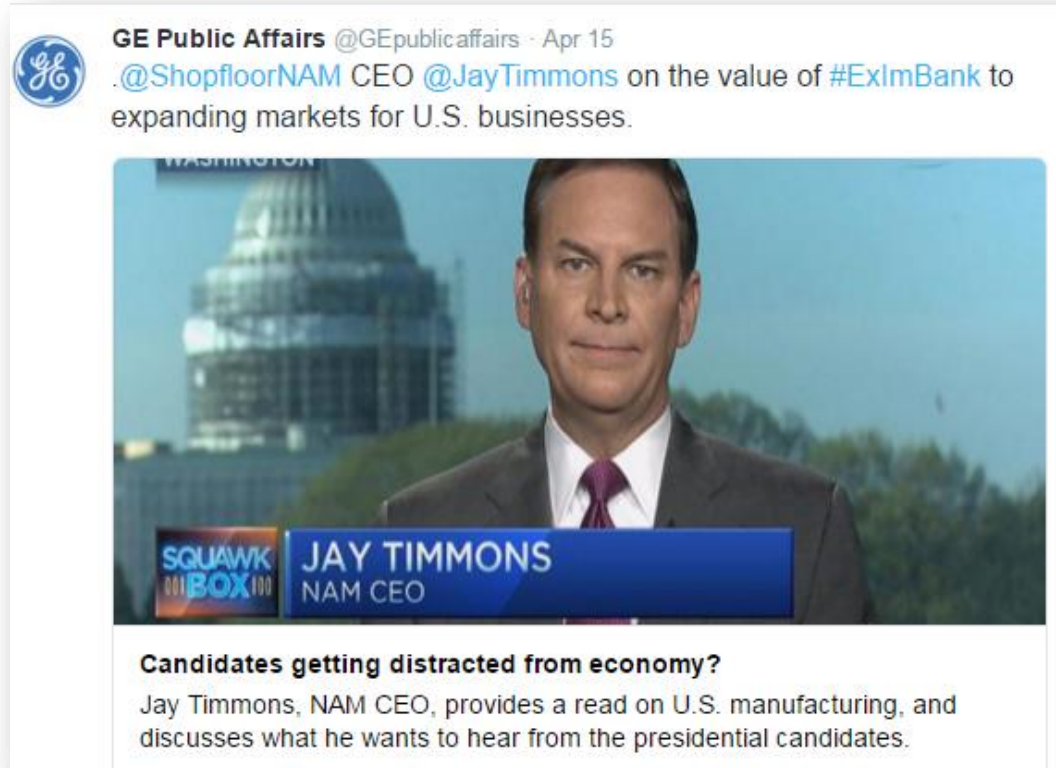 GE Public Affairs @GEpublicaffairs · Apr 15
.@ShopfloorNAM CEO @JayTimmons on the value of #ExImBank to
expanding markets for U.S. businesses.
GE
WASHINGTON
SQUAWK
BOX
JAY TIMMONS
NAM CEO
Candidates getting distracted from economy?
Jay Timmons, NAM CEO, provides a read on U.S. manufacturing, and
discusses what he wants to hear from the presidential candidates.